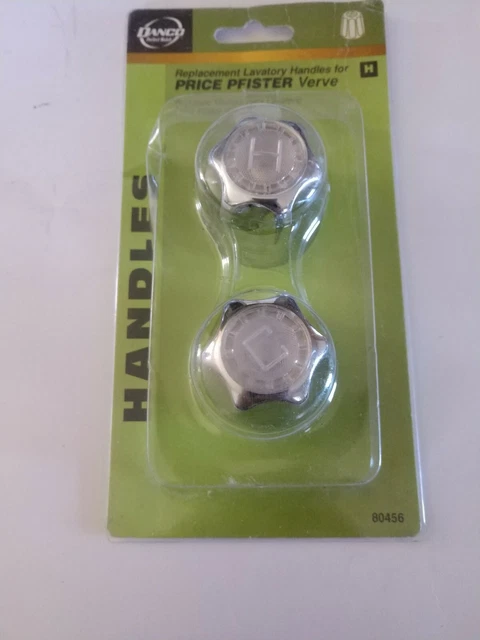 DANCO
Replacement Lavatory Handles for
PRICE PFISTER Verve
H
HANDLES
H
C
80456